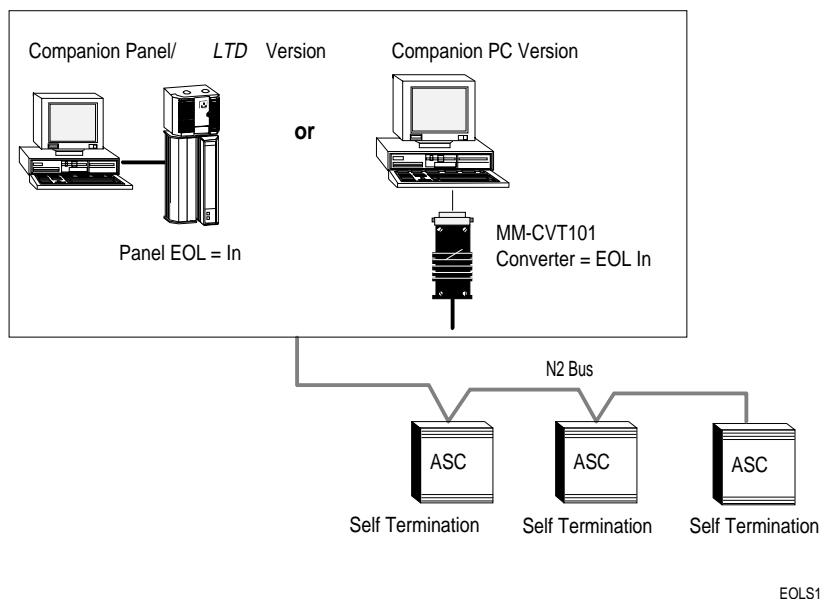 Companion Panel/ LTD Version
Companion PC Version
or
Panel EOL = In
MM-CVT101
Converter = EOL In
N2 Bus
ASC
ASC
ASC
Self Termination
Self Termination
Self Termination
EOLS1